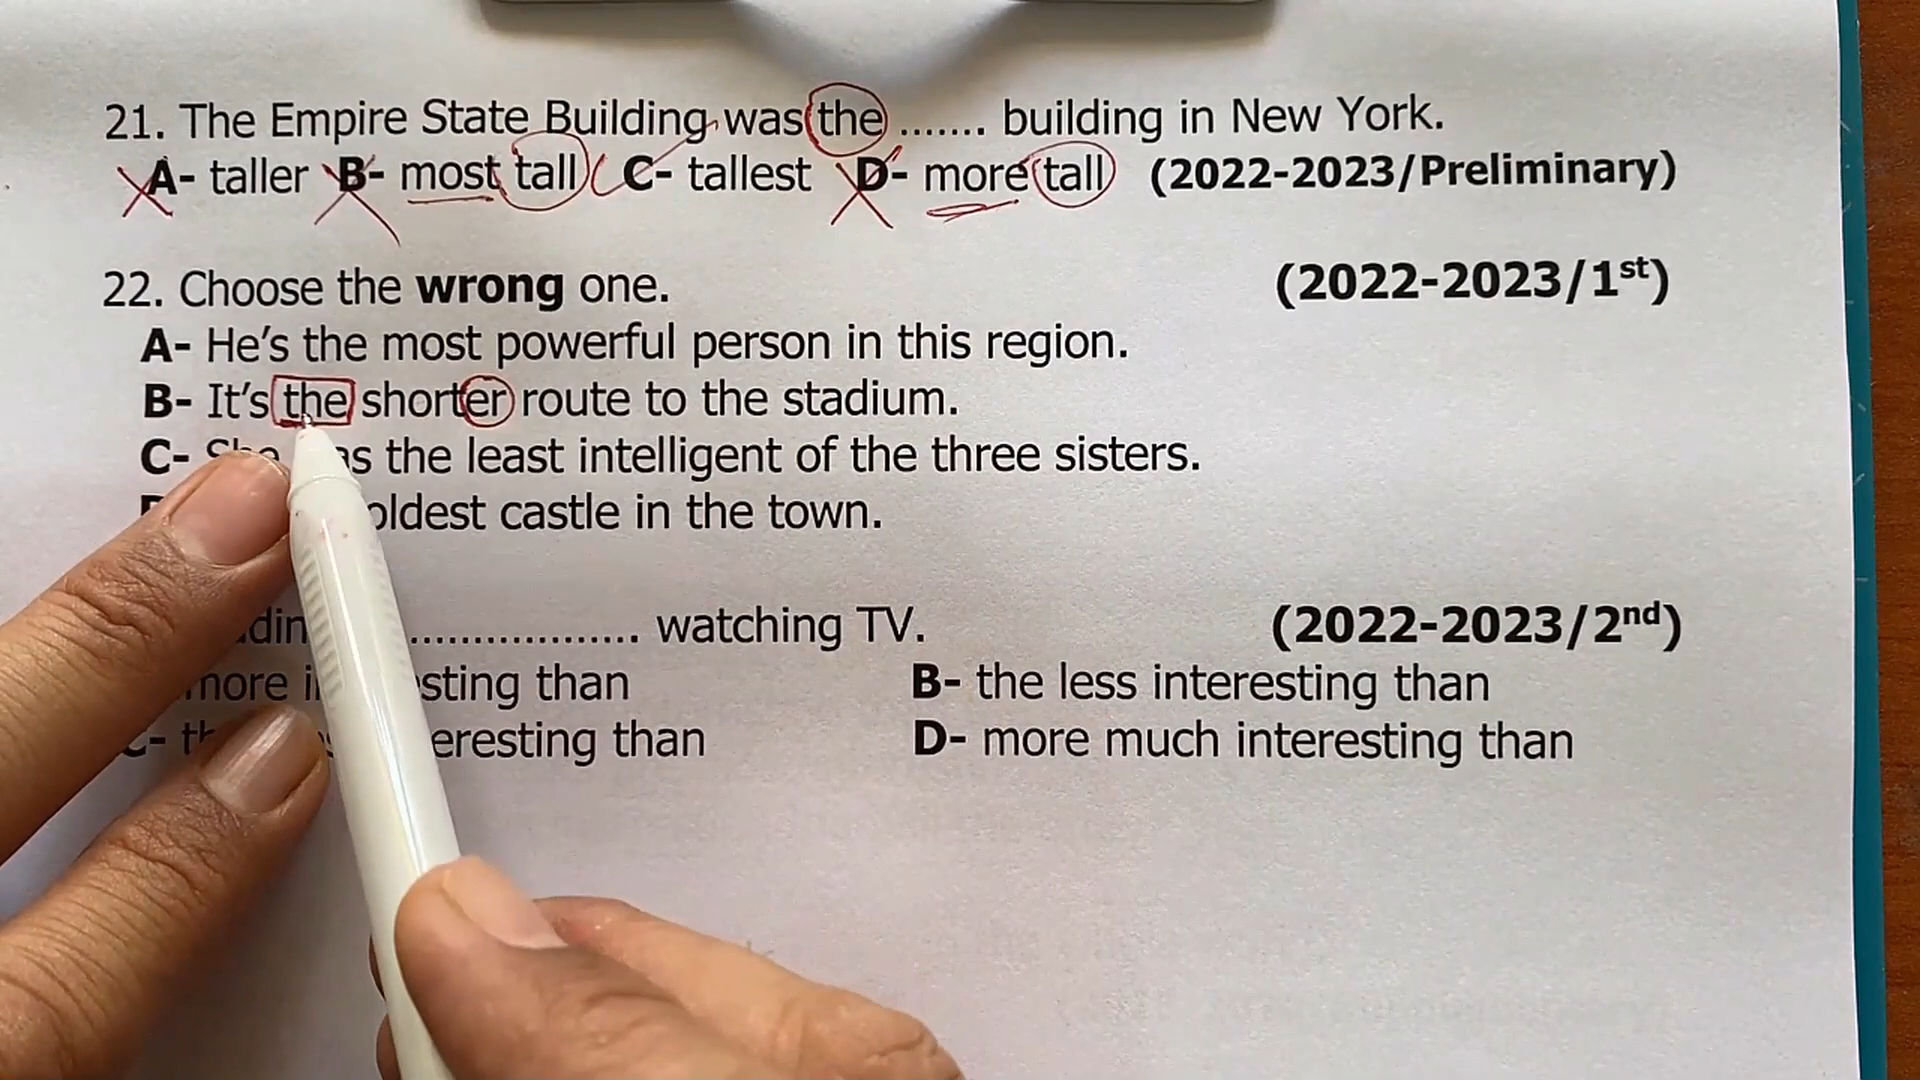 21. The Empire State Building was the ....... building in New York.
A- taller B- most tall C- tallest D- more tall (2022-2023/Preliminary)
22. Choose the wrong one. (2022-2023/1st)
A- He's the most powerful person in this region.
B- It's the shorter route to the stadium.
C- She the least intelligent of the three sisters.
oldest castle in the town.
.................. watching TV. (2022-2023/2nd)
more than B- the less interesting than
C- than D- more much interesting than